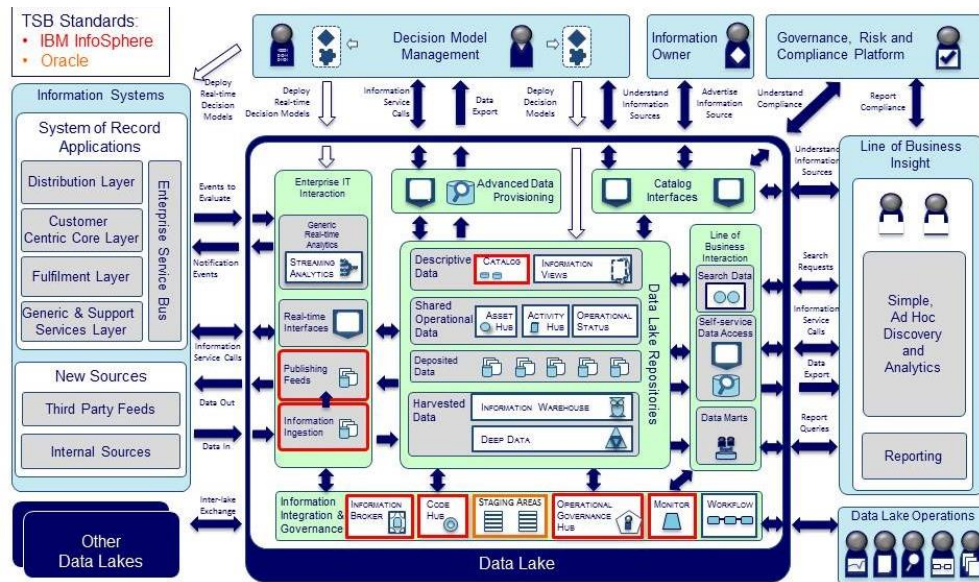 TSB Standards:
• IBM InfoSphere
• Oracle
Decision Model
Management
Information
Owner
Governance, Risk and
Compliance Platform
Deploy
Real-time
Decision
Models
Deploy
Real-time
Decision Models
Information
Service
Calls
Data
Export
Deploy
Decision
Models
Understand
Information
Sources
Advertise
Information
Source
Understand
Compliance
Report
Compliance
Information Systems
System of Record
Applications
Distribution Layer
Customer
Centric Core Layer
Fulfilment Layer
Generic & Support
Services Layer
Enterprise Service Bus
Events to
Evaluate
Notification
Events
Information
Service Calls
Data Out
Data In
Inter-lake
Exchange
New Sources
Third Party Feeds
Internal Sources
Other
Data Lakes
Enterprise IT
Interaction
Generic
Real-time
Analytics
STREAMING
ANALYTICS
Real-time
Interfaces
Publishing
Feeds
Information
Ingestion
Advanced Data
Provisioning
Catalog
Interfaces
Descriptive
Data
CATALOG
INFORMATION
VIEWS
Shared
Operational
Data
ASSET
HUB
ACTIVITY
HUB
OPERATIONAL
STATUS
Deposited
Data
Harvested
Data
INFORMATION WAREHOUSE
DEEP DATA
Data Lake Repositories
Line of
Business
Interaction
Search Data
Self-service
Data Access
Data Marts
Information
Integration &
Governance
INFORMATION
BROKER
CODE
HUB
STAGING AREAS
OPERATIONAL
GOVERNANCE
HUB
MONITOR
WORKFLOW
Data Lake
Understand
Information
Sources
Search
Requests
Information
Service
Calls
Data
Export
Report
Queries
Line of Business
Insight
Simple,
Ad Hoc
Discovery
and
Analytics
Reporting
Data Lake Operations